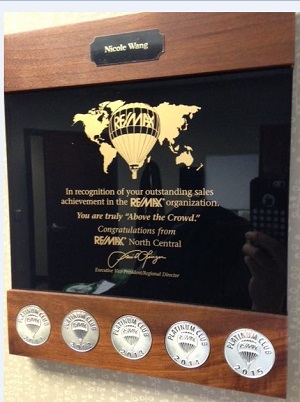 Nicole Wang
RE/MAX
In recognition of your outstanding sales
achievement in the RE/MAX organization.
You are truly "Above the Crowd."
Congratulations from
RE/MAX North Central
Executive Vice President/Regional Director
PLATINUM CLUB
PLATINUM CLUB
PLATINUM CLUB
2013
PLATINUM CLUB
2014
PLATINUM CLUB
RE/MAX
2015